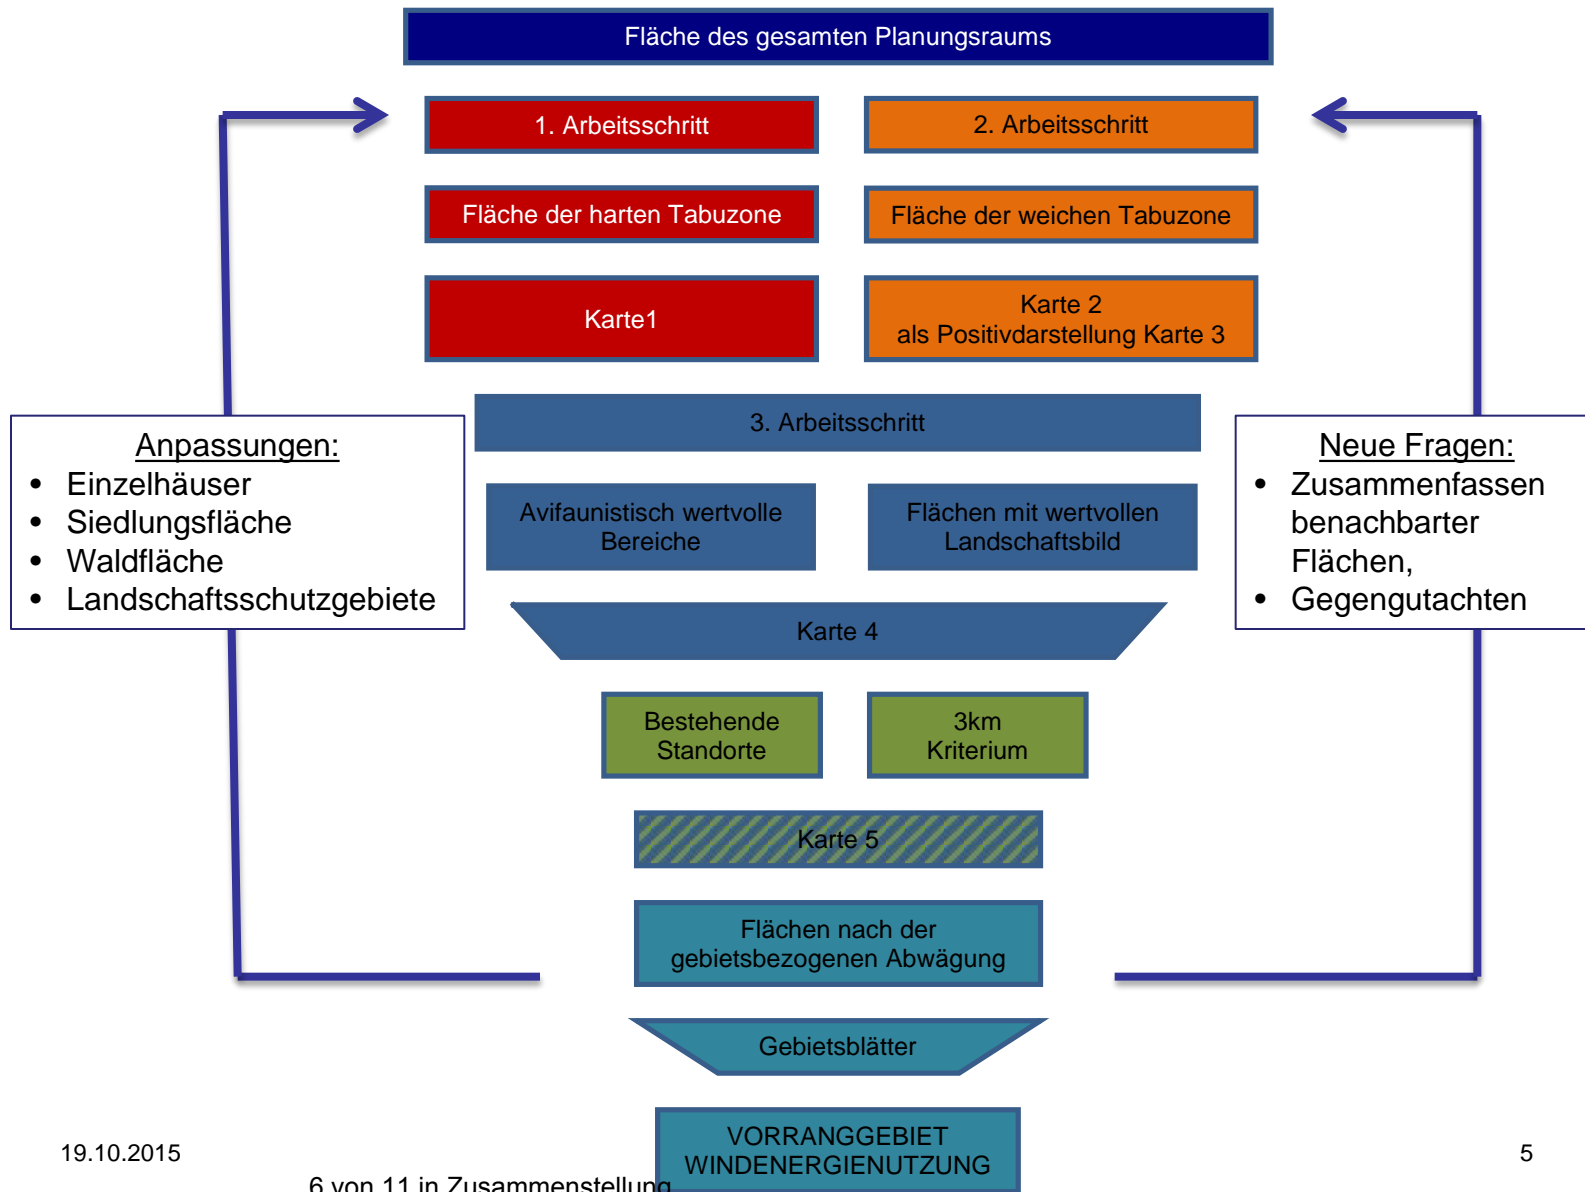 Fläche des gesamten Planungsraums
1. Arbeitsschritt
2. Arbeitsschritt
Fläche der harten Tabuzone
Fläche der weichen Tabuzone
Karte1
Karte 2
als Positivdarstellung Karte 3
3. Arbeitsschritt
Anpassungen:
• Einzelhäuser
• Siedlungsfläche
• Waldfläche
• Landschaftsschutzgebiete
Avifaunistisch wertvolle
Bereiche
Flächen mit wertvollen
Landschaftsbild
Neue Fragen:
• Zusammenfassen
benachbarter
Flächen,
• Gegengutachten
Karte 4
Bestehende
Standorte
3km
Kriterium
Karte 5
Flächen nach der
gebietsbezogenen Abwägung
Gebietsblätter
VORRANGGEBIET
WINDENERGIENUTZUNG
19.10.2015
5
6 von 11 in Zusammenstellung